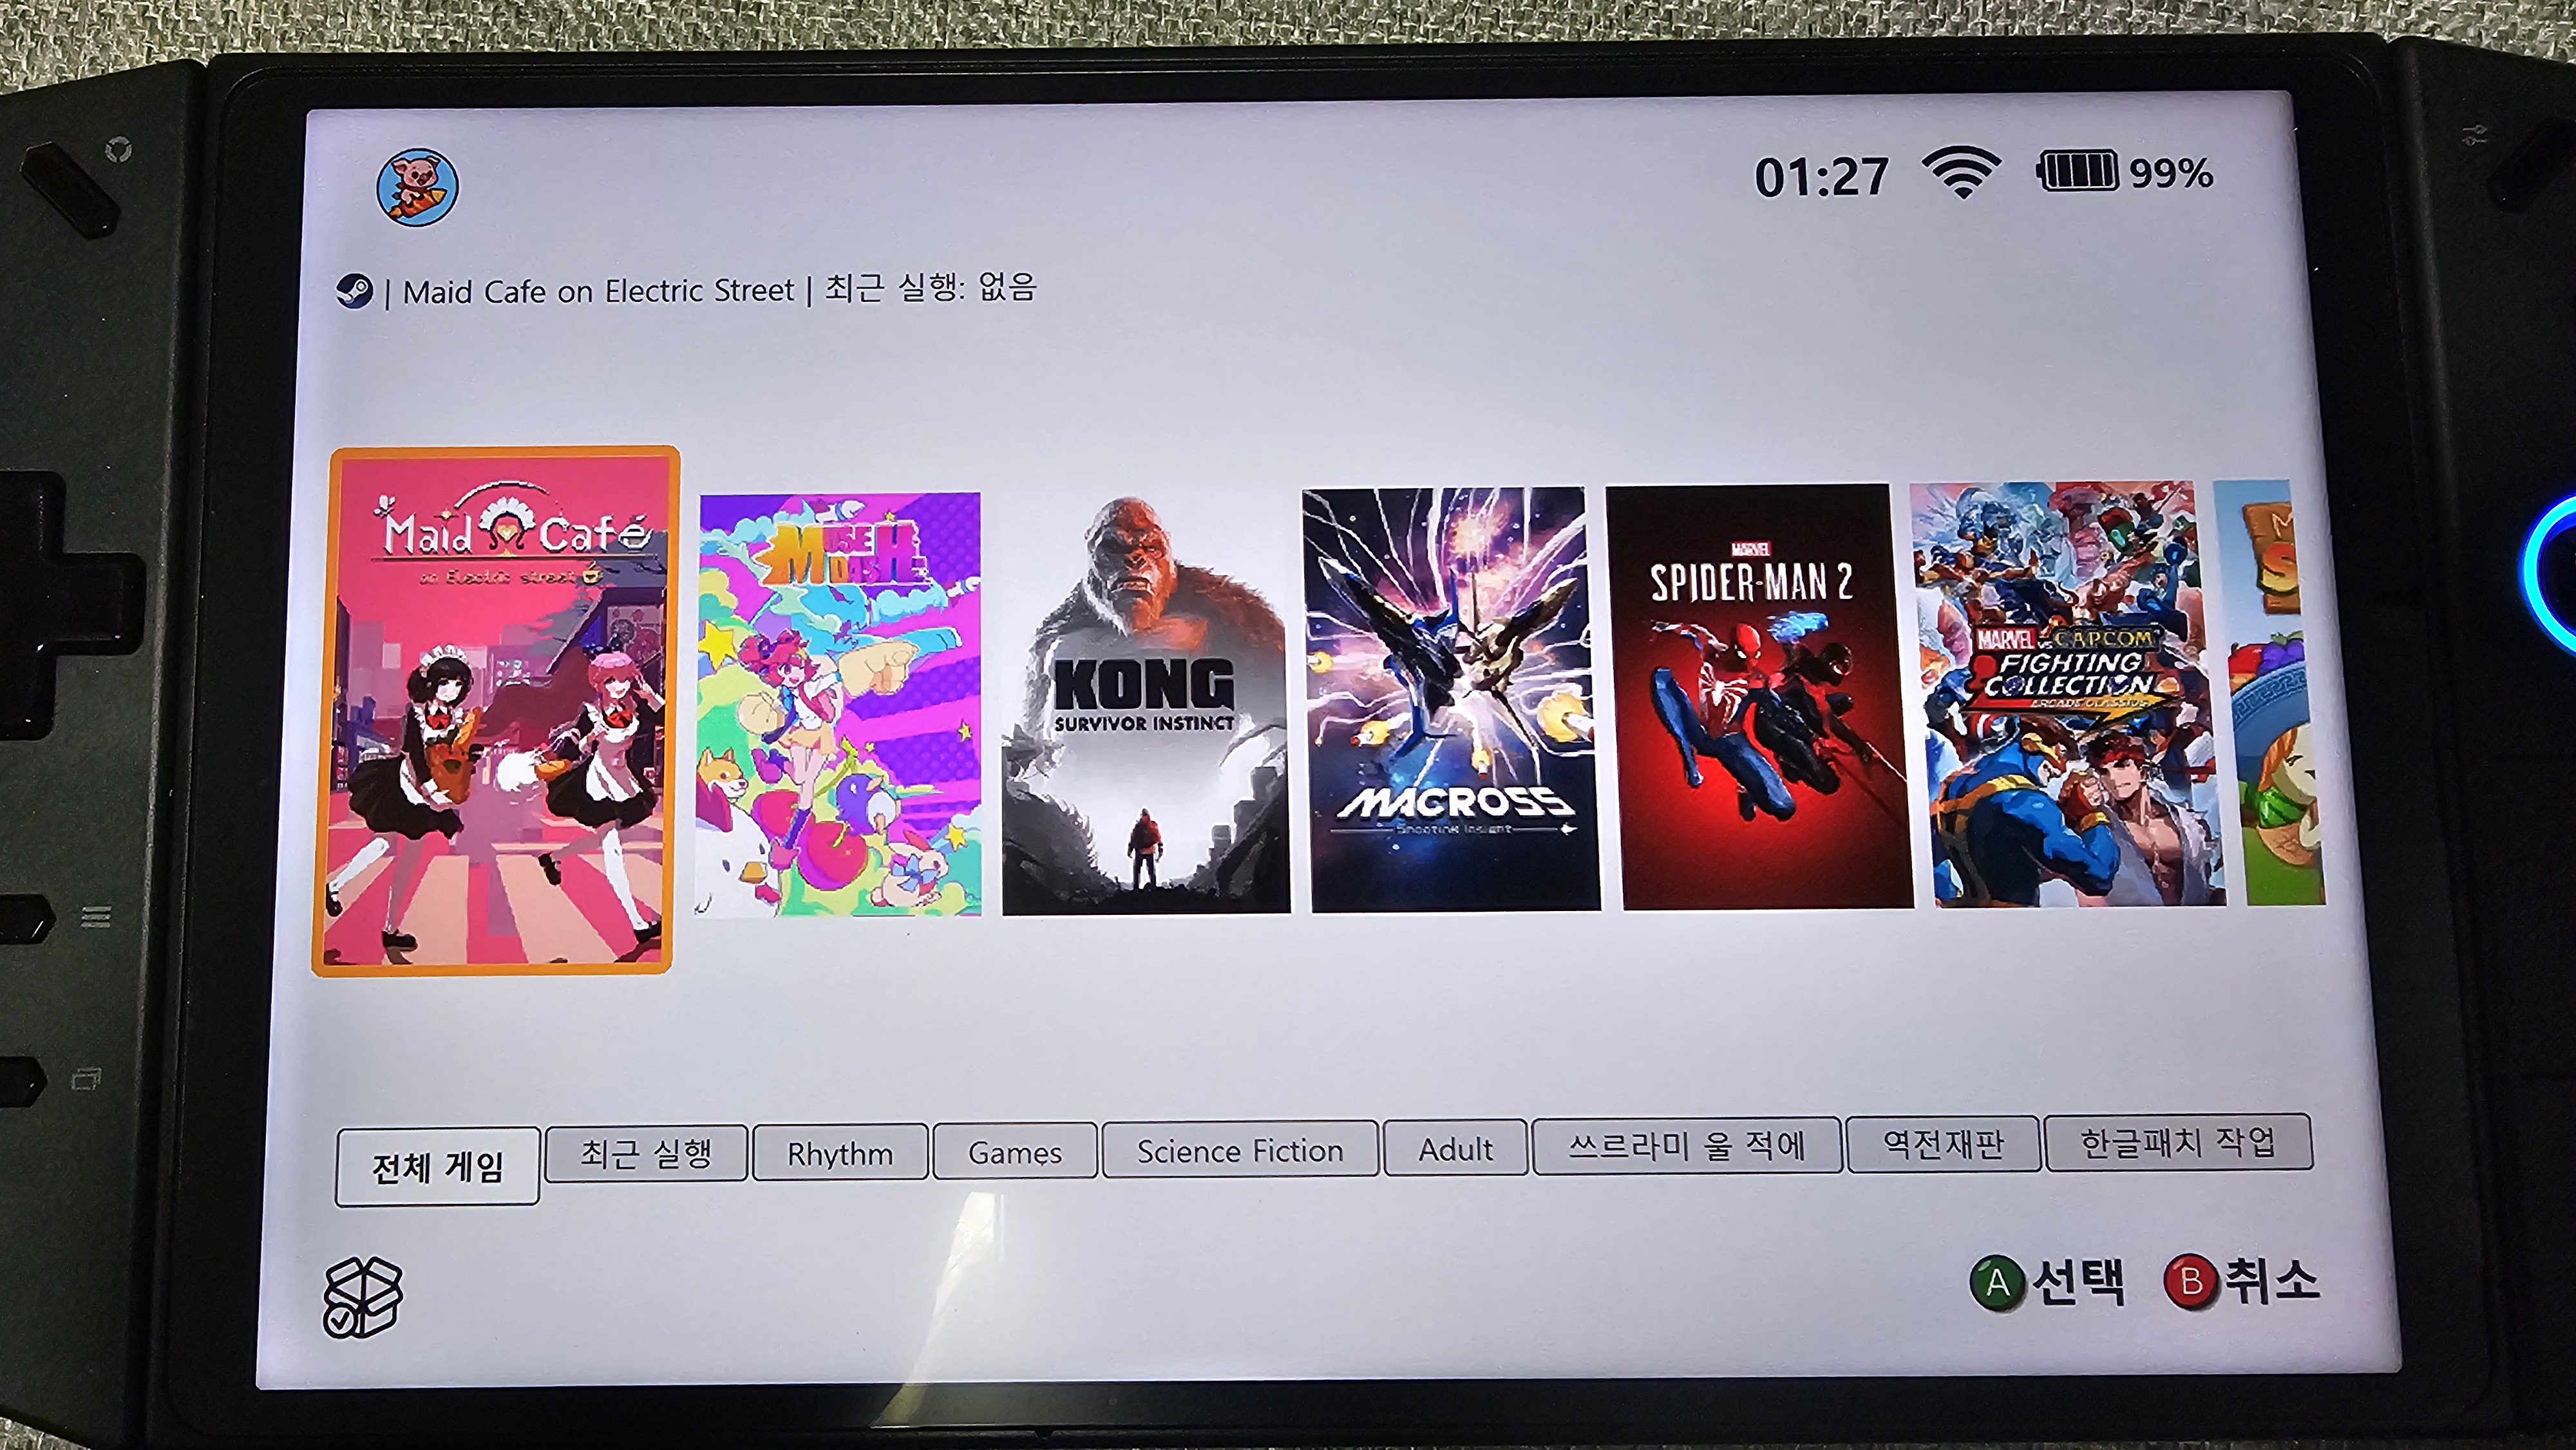 01:27 99%
| Maid Cafe on Electric Street | 최근 실행: 없음
Maid Cafe
on Electric street
MUSE
DASH
KONG
SURVIVOR INSTINCT
MACROSS
Shooting Insight
MARVEL
SPIDER-MAN 2
MARVEL VS CAPCOM
FIGHTING
COLLECTION
ARCADE CLASSICS
전체 게임
최근 실행
Rhythm
Games
Science Fiction
Adult
쓰르라미 울 적에
역전재판
한글패치 작업
A 선택 B 취소